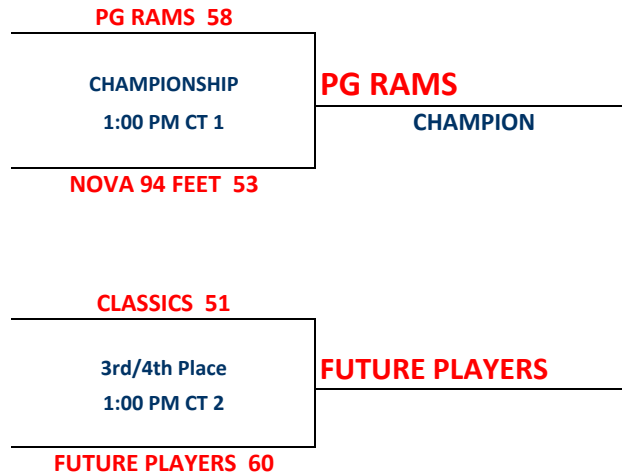 PG RAMS 58
CHAMPIONSHIP
1:00 PM CT 1
PG RAMS
CHAMPION
NOVA 94 FEET 53
CLASSICS 51
3rd/4th Place
1:00 PM CT 2
FUTURE PLAYERS
FUTURE PLAYERS 60